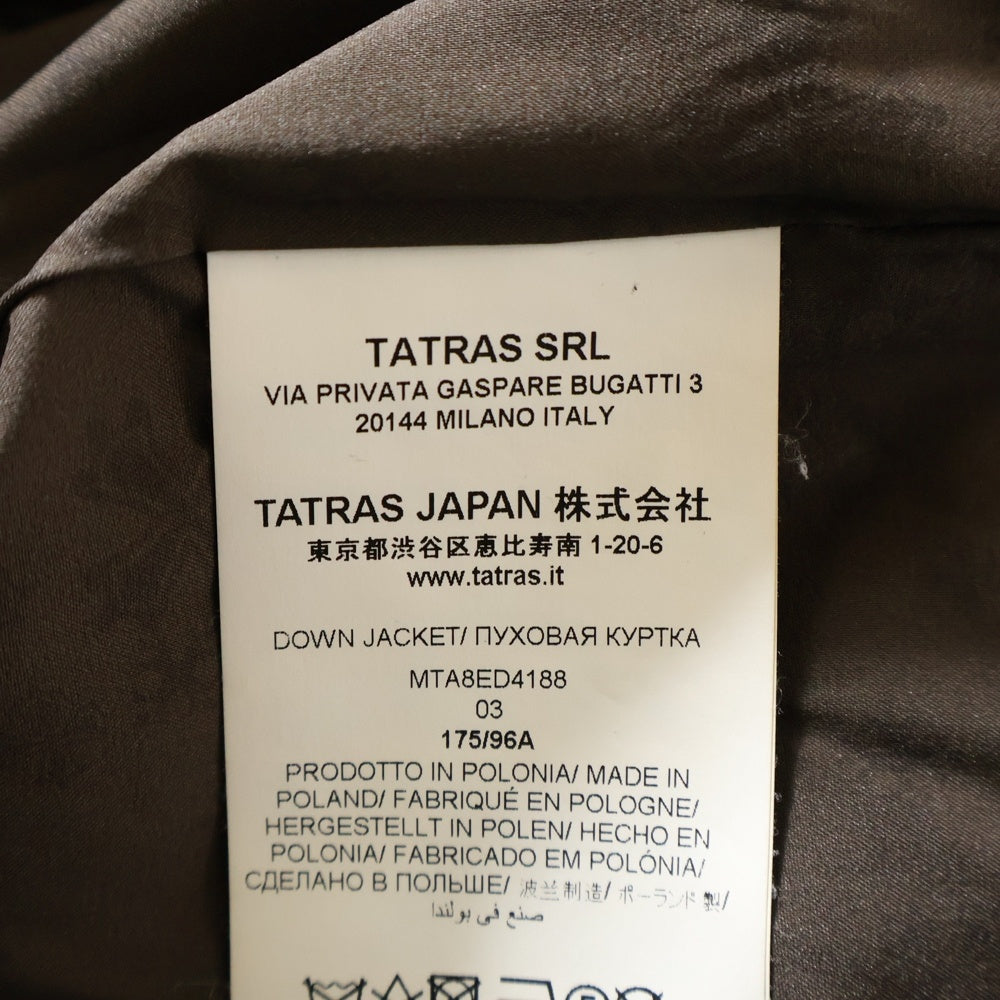 TATRAS SRL
VIA PRIVATA GASPARE BUGATTI 3
20144 MILANO ITALY
TATRAS JAPAN 株式会社
東京都渋谷区恵比寿南 1-20-6
www.tatras.it
DOWN JACKET/ ПУХОВАЯ КУРТКА
MTA8ED4188
03
175/96A
PRODOTTO IN POLONIA/ MADE IN
POLAND/ FABRIQUÉ EN POLOGNE/
HERGESTELLT IN POLEN/ HECHO EN
POLONIA/ FABRICADO EM POLÓNIA/
СДЕЛАНО В ПОЛЬШЕ/ 波兰制造/ ポーランド 製/
صنع في بولندا